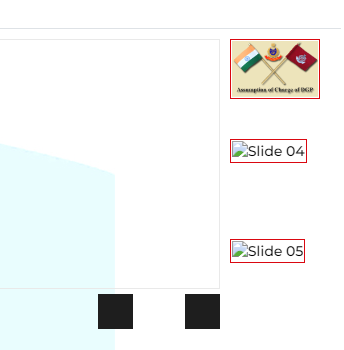 Assumption of Charge of DGP
Slide 04
Slide 05